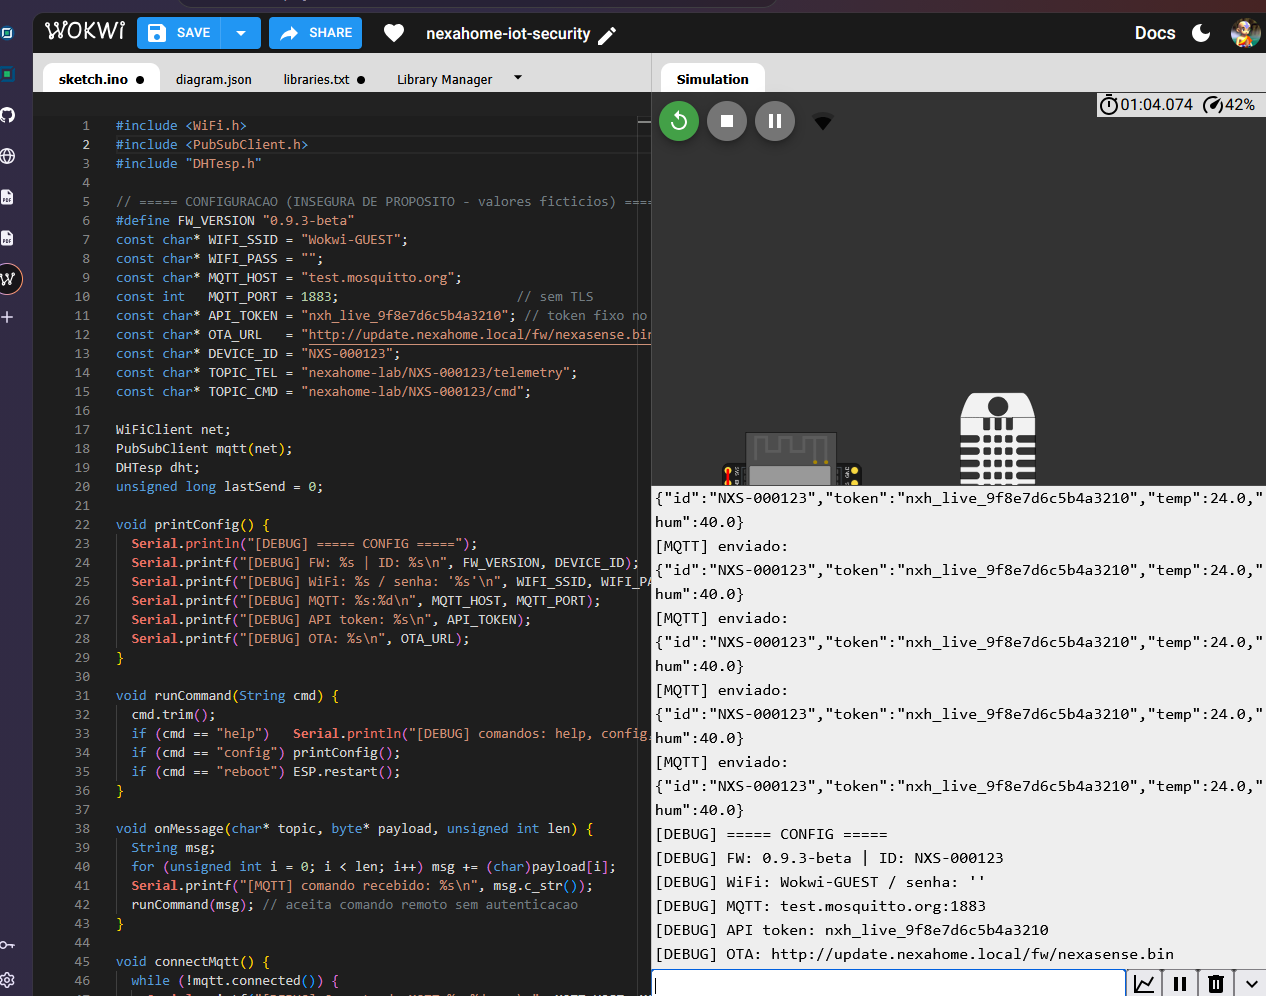 WOKWI SAVE SHARE nexahome-iot-security Docs
sketch.ino diagram.json libraries.txt Library Manager
Simulation
01:04.074 42%
1 #include <WiFi.h>
2 #include <PubSubClient.h>
3 #include "DHTesp.h"
4
5 // ===== CONFIGURACAO (INSEGURA DE PROPOSITO - valores ficticios) ====
6 #define FW_VERSION "0.9.3-beta"
7 const char* WIFI_SSID = "Wokwi-GUEST";
8 const char* WIFI_PASS = "";
9 const char* MQTT_HOST = "test.mosquitto.org";
10 const int MQTT_PORT = 1883; // sem TLS
11 const char* API_TOKEN = "nxh_live_9f8e7d6c5b4a3210"; // token fixo no
12 const char* OTA_URL = "http://update.nexahome.local/fw/nexasense.bin
13 const char* DEVICE_ID = "NXS-000123";
14 const char* TOPIC_TEL = "nexahome-lab/NXS-000123/telemetry";
15 const char* TOPIC_CMD = "nexahome-lab/NXS-000123/cmd";
16
17 WiFiClient net;
18 PubSubClient mqtt(net);
19 DHTesp dht;
20 unsigned long lastSend = 0;
21
22 void printConfig() {
23 Serial.println("[DEBUG] ===== CONFIG =====");
24 Serial.printf("[DEBUG] FW: %s | ID: %s\n", FW_VERSION, DEVICE_ID);
25 Serial.printf("[DEBUG] WiFi: %s / senha: '%s'\n", WIFI_SSID, WIFI_PA
26 Serial.printf("[DEBUG] MQTT: %s:%d\n", MQTT_HOST, MQTT_PORT);
27 Serial.printf("[DEBUG] API token: %s\n", API_TOKEN);
28 Serial.printf("[DEBUG] OTA: %s\n", OTA_URL);
29 }
30
31 void runCommand(String cmd) {
32 cmd.trim();
33 if (cmd == "help") Serial.println("[DEBUG] comandos: help, config,
34 if (cmd == "config") printConfig();
35 if (cmd == "reboot") ESP.restart();
36 }
37
38 void onMessage(char* topic, byte* payload, unsigned int len) {
39 String msg;
40 for (unsigned int i = 0; i < len; i++) msg += (char)payload[i];
41 Serial.printf("[MQTT] comando recebido: %s\n", msg.c_str());
42 runCommand(msg); // aceita comando remoto sem autenticacao
43 }
44
45 void connectMqtt() {
46 while (!mqtt.connected()) {
{"id":"NXS-000123","token":"nxh_live_9f8e7d6c5b4a3210","temp":24.0,"
hum":40.0}
[MQTT] enviado:
{"id":"NXS-000123","token":"nxh_live_9f8e7d6c5b4a3210","temp":24.0,"
hum":40.0}
[MQTT] enviado:
{"id":"NXS-000123","token":"nxh_live_9f8e7d6c5b4a3210","temp":24.0,"
hum":40.0}
[MQTT] enviado:
{"id":"NXS-000123","token":"nxh_live_9f8e7d6c5b4a3210","temp":24.0,"
hum":40.0}
[MQTT] enviado:
{"id":"NXS-000123","token":"nxh_live_9f8e7d6c5b4a3210","temp":24.0,"
hum":40.0}
[DEBUG] ===== CONFIG =====
[DEBUG] FW: 0.9.3-beta | ID: NXS-000123
[DEBUG] WiFi: Wokwi-GUEST / senha: ''
[DEBUG] MQTT: test.mosquitto.org:1883
[DEBUG] API token: nxh_live_9f8e7d6c5b4a3210
[DEBUG] OTA: http://update.nexahome.local/fw/nexasense.bin